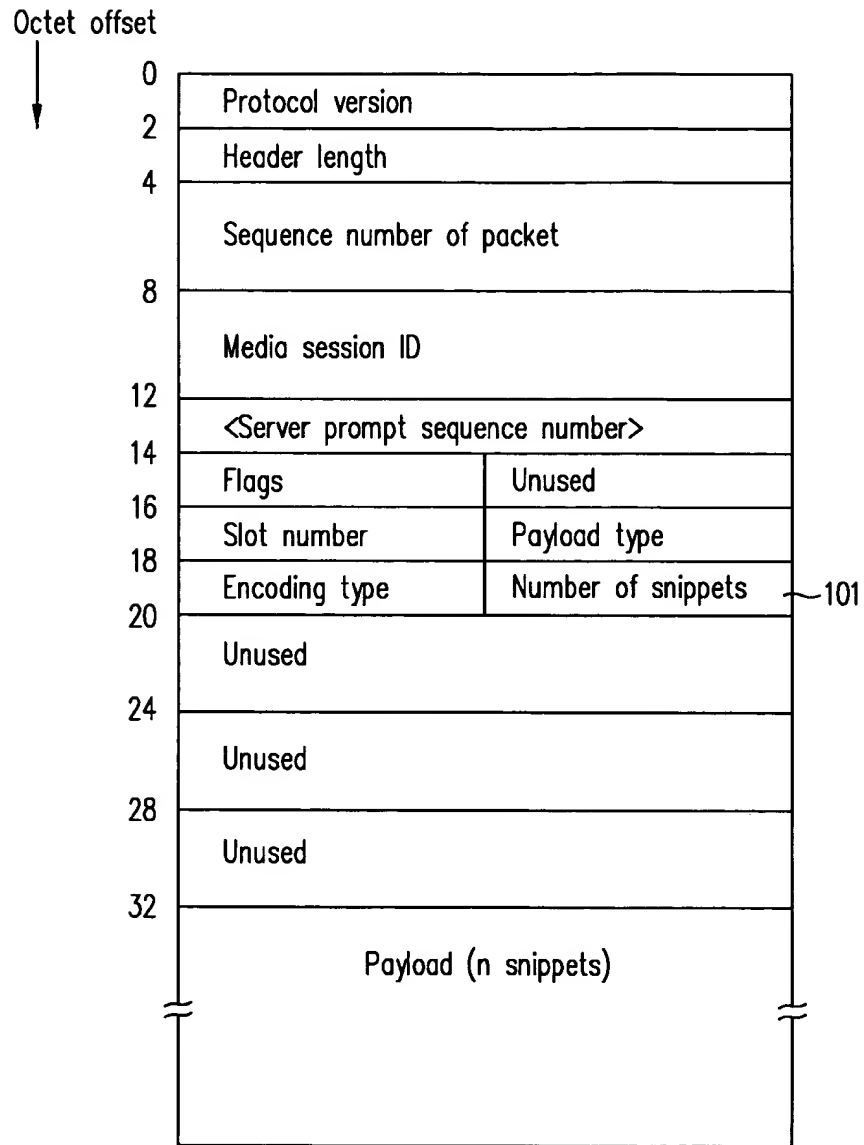 Octet offset
0
Protocol version
2
Header length
4
Sequence number of packet
8
Media session ID
12
<Server prompt sequence number>
14
Flags Unused
16
Slot number Payload type
18
Encoding type Number of snippets 101
20
Unused
24
Unused
28
Unused
32
Payload (n snippets)